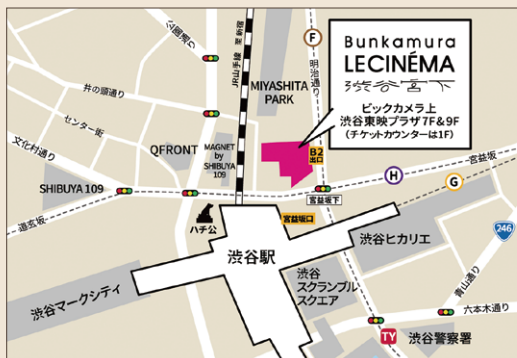 公園通り
JR山手線 至 新宿
F
明治通り
Bunkamura
LECINÉMA
渋谷宮下
ビックカメラ上
渋谷東映プラザ7F&9F
(チケットカウンターは1F)
MIYASHITA
PARK
井の頭通り
センター街
文化村通り
QFRONT
MAGNET
by
SHIBUYA
109
B2
出口
宮益坂
H
G
SHIBUYA 109
道玄坂
ハチ公
宮益坂口
宮益坂下
246
渋谷駅
渋谷ヒカリエ
青山通り
渋谷マークシティ
渋谷
スクランブル
スクエア
六本木通り
TY
渋谷警察署